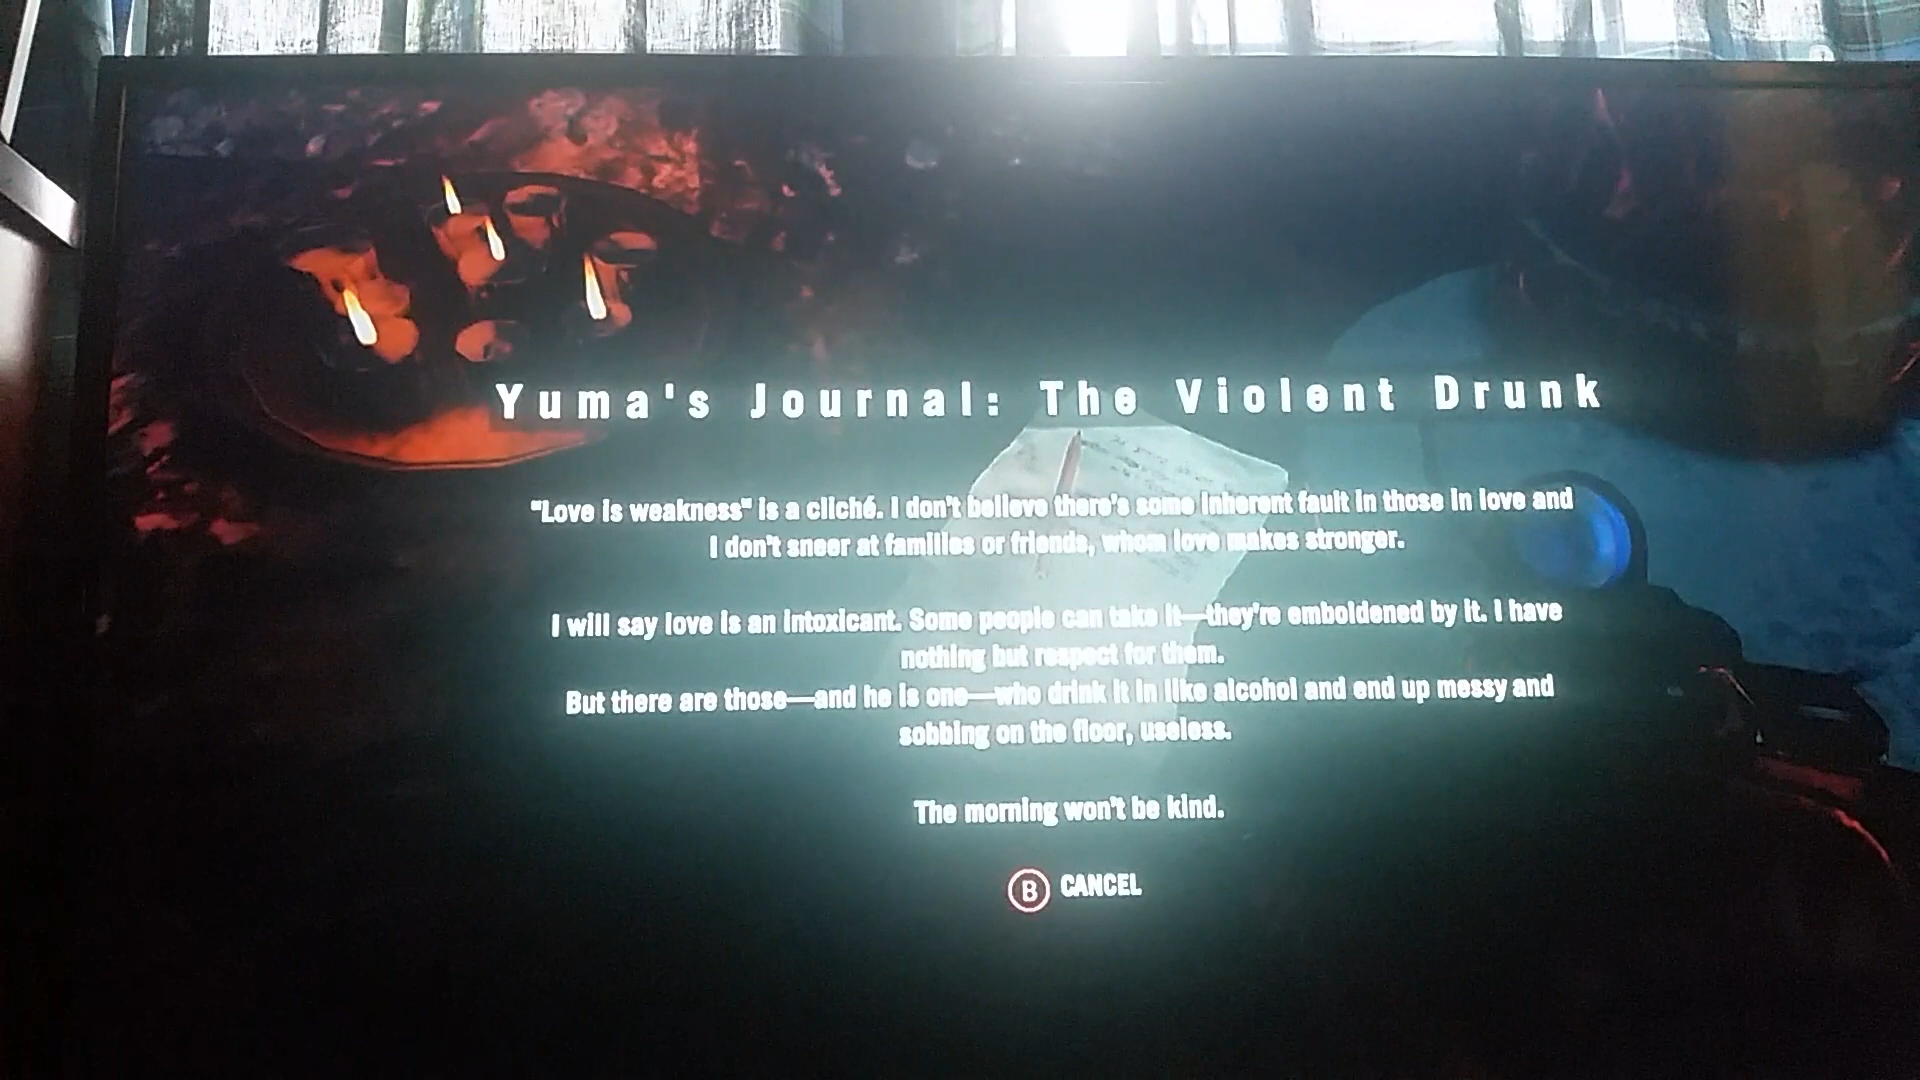 Yuma's Journal: The Violent Drunk
"Love is weakness" is a cliché. I don't believe there's some inherent fault in those in love and
I don't sneer at families or friends, whom love makes stronger.
I will say love is an intoxicant. Some people can take it—they're emboldened by it. I have
nothing but respect for them.
But there are those—and he is one—who drink it in like alcohol and end up messy and
sobbing on the floor, useless.
The morning won't be kind.
B CANCEL